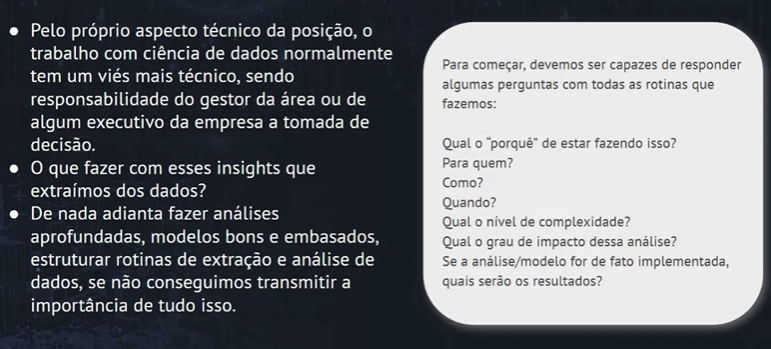 ● Pelo próprio aspecto técnico da posição, o
trabalho com ciência de dados normalmente
tem um viés mais técnico, sendo
responsabilidade do gestor da área ou de
algum executivo da empresa a tomada de
decisão.
● O que fazer com esses insights que
extraímos dos dados?
● De nada adianta fazer análises
aprofundadas, modelos bons e embasados,
estruturar rotinas de extração e análise de
dados, se não conseguimos transmitir a
importância de tudo isso.
Para começar, devemos ser capazes de responder
algumas perguntas com todas as rotinas que
fazemos:
Qual o “porquê” de estar fazendo isso?
Para quem?
Como?
Quando?
Qual o nível de complexidade?
Qual o grau de impacto dessa análise?
Se a análise/modelo for de fato implementada,
quais serão os resultados?